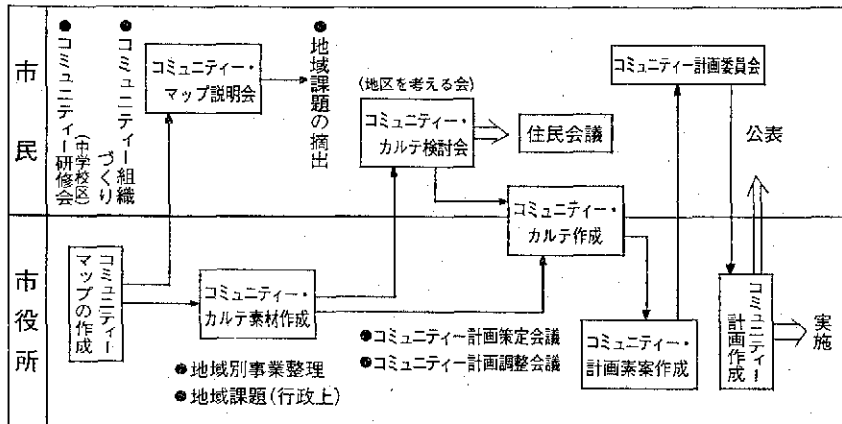 市民
●コミュニティー研修会
(中学校区)
●コミュニティー組織
づくり
コミュニティー・
マップ説明会
●地域課題の摘出
(地区を考える会)
コミュニティー・
カルテ検討会
住民会議
コミュニティー計画委員会
公表
コミュニティー・
カルテ作成
市役所
コミュニティー
マップの作成
コミュニティー・
カルテ素材作成
●地域別事業整理
●地域課題(行政上)
●コミュニティー計画策定会議
●コミュニティー計画調整会議
コミュニティー・
計画素案作成
コミュニティー
計画作成
実施